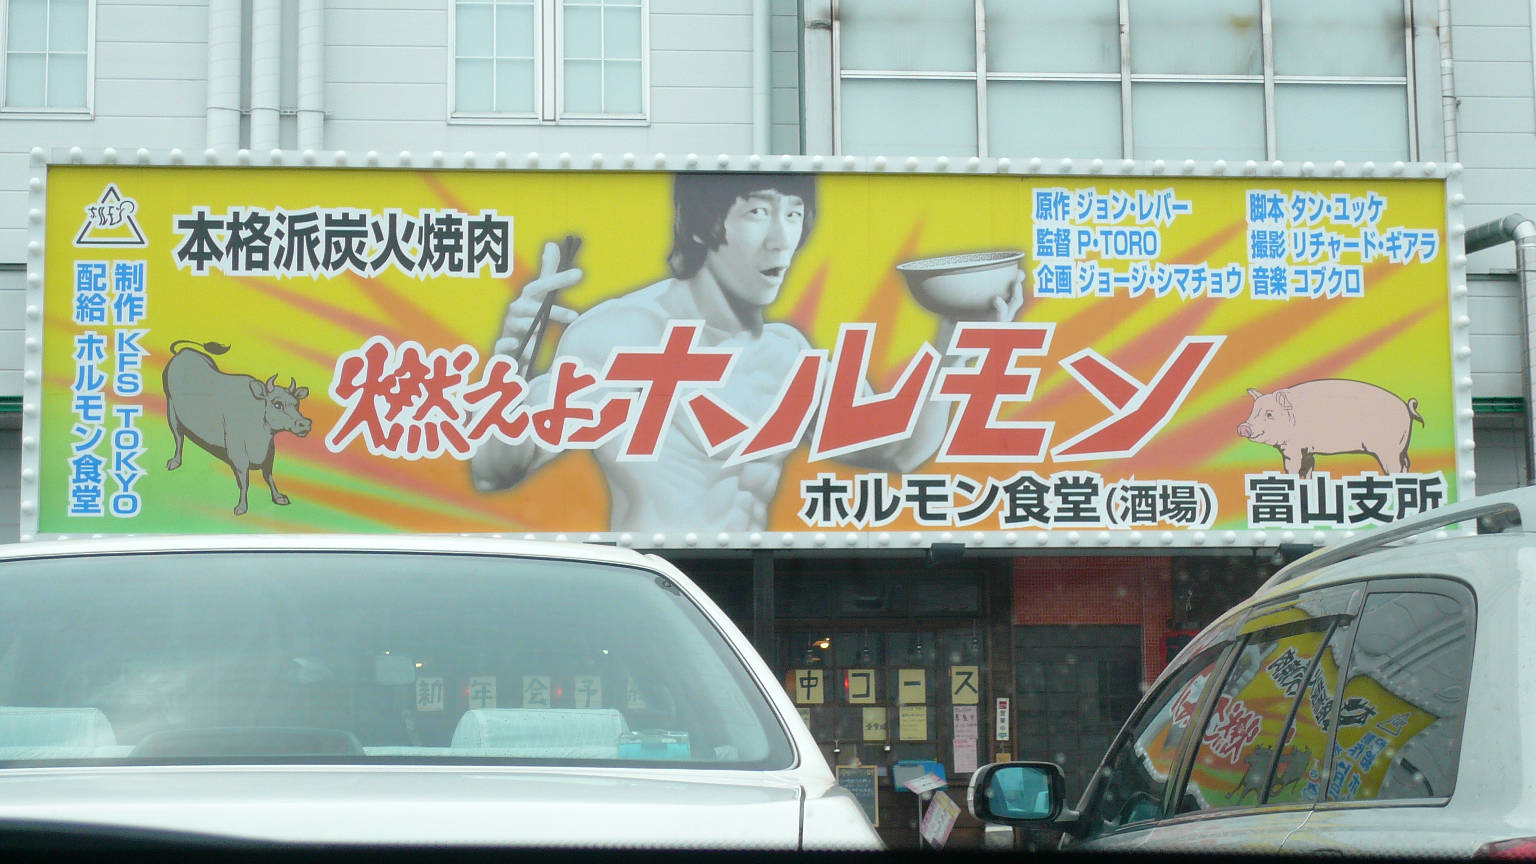 本格派炭火焼肉
制作 KFS TOKYO
配給 ホルモン食堂
原作 ジョン・レバー
監督 P・TORO
企画 ジョージ・シマチョウ
脚本 タン・ユッケ
撮影 リチャード・ギアラ
音楽 コブクロ
燃えよホルモン
ホルモン食堂(酒場) 富山支所
新年会予
中コース
営業中